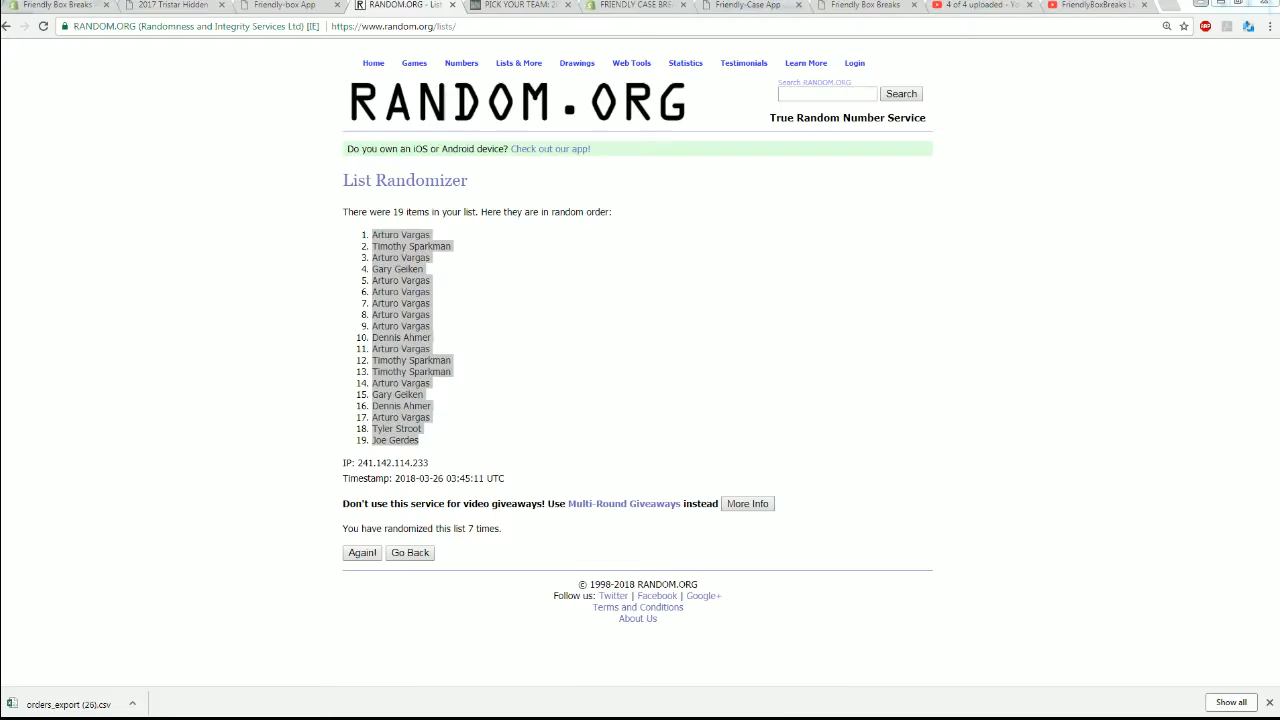 Friendly Box Breaks
2017 Tristar Hidden
Friendly-box App
RANDOM.ORG - List
PICK YOUR TEAM: 20
FRIENDLY CASE BRE
Friendly-Case App
Friendly Box Breaks
4 of 4 uploaded - Yo
FriendlyBoxBreaks L
RANDOM.ORG (Randomness and Integrity Services Ltd) [IE] https://www.random.org/lists/
Home Games Numbers Lists & More Drawings Web Tools Statistics Testimonials Learn More Login
RANDOM.ORG
Search RANDOM.ORG
Search
True Random Number Service
Do you own an iOS or Android device? Check out our app!
List Randomizer
There were 19 items in your list. Here they are in random order:
1. Arturo Vargas
2. Timothy Sparkman
3. Arturo Vargas
4. Gary Geiken
5. Arturo Vargas
6. Arturo Vargas
7. Arturo Vargas
8. Arturo Vargas
9. Arturo Vargas
10. Dennis Ahmer
11. Arturo Vargas
12. Timothy Sparkman
13. Timothy Sparkman
14. Arturo Vargas
15. Gary Geiken
16. Dennis Ahmer
17. Arturo Vargas
18. Tyler Stroot
19. Joe Gerdes
IP: 241.142.114.233
Timestamp: 2018-03-26 03:45:11 UTC
Don't use this service for video giveaways! Use Multi-Round Giveaways instead More Info
You have randomized this list 7 times.
Again! Go Back
© 1998-2018 RANDOM.ORG
Follow us: Twitter | Facebook | Google+
Terms and Conditions
About Us
orders_export (26).csv
Show all